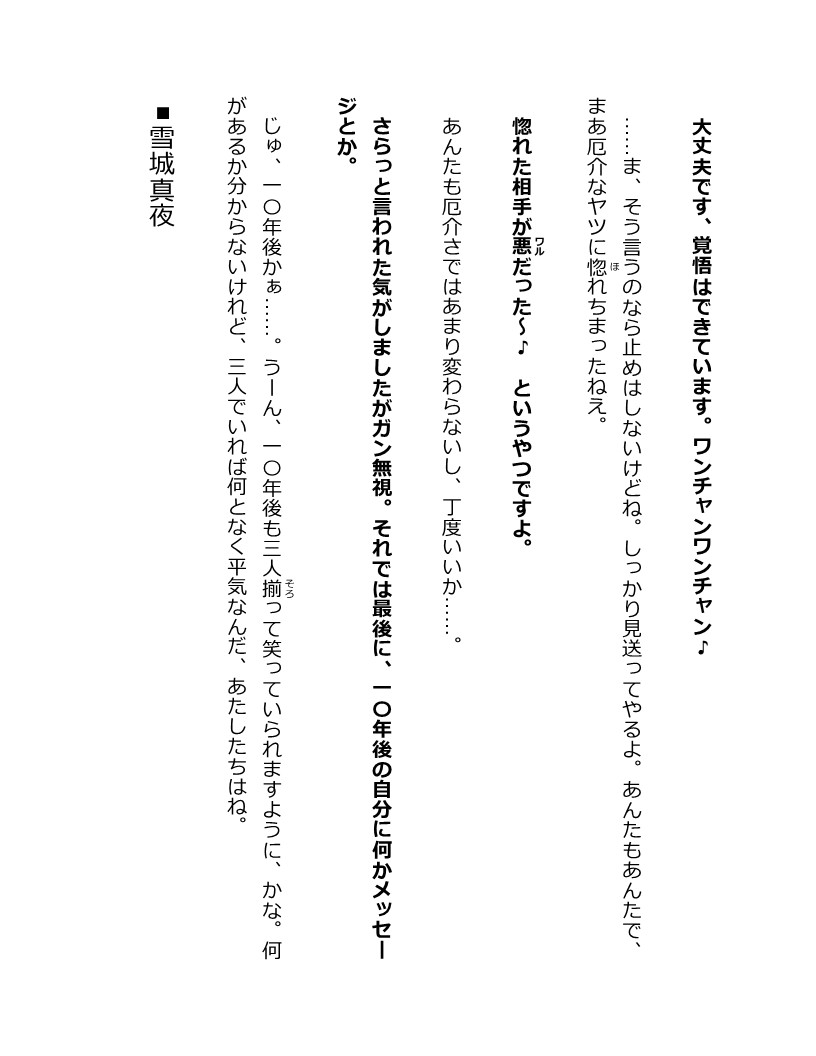 大丈夫です、覚悟はできています。ワンチャンワンチャン♪
……ま、そう言うのなら止めはしないけどね。しっかり見送ってやるよ。あんたもあんたで、
まあ厄介なヤツに惚れちまったねえ。
惚れた相手が悪だった～♪　というやつですよ。
あんたも厄介さではあまり変わらないし、丁度いいか……。
さらっと言われた気がしましたがガン無視。それでは最後に、一〇年後の自分に何かメッセー
ジとか。
じゅ、一〇年後かぁ……。うーん、一〇年後も三人揃って笑っていられますように、かな。何
があるか分からないけれど、三人でいれば何となく平気なんだ、あたしたちはね。
■雪城真夜